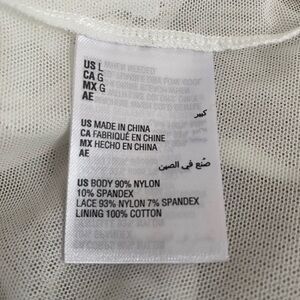 US L
CA G
MX G
AE
كبير
US MADE IN CHINA
CA FABRIQUÉ EN CHINE
MX HECHO EN CHINA
AE
صنع في الصين
US BODY 90% NYLON
10% SPANDEX
LACE 93% NYLON 7% SPANDEX
LINING 100% COTTON